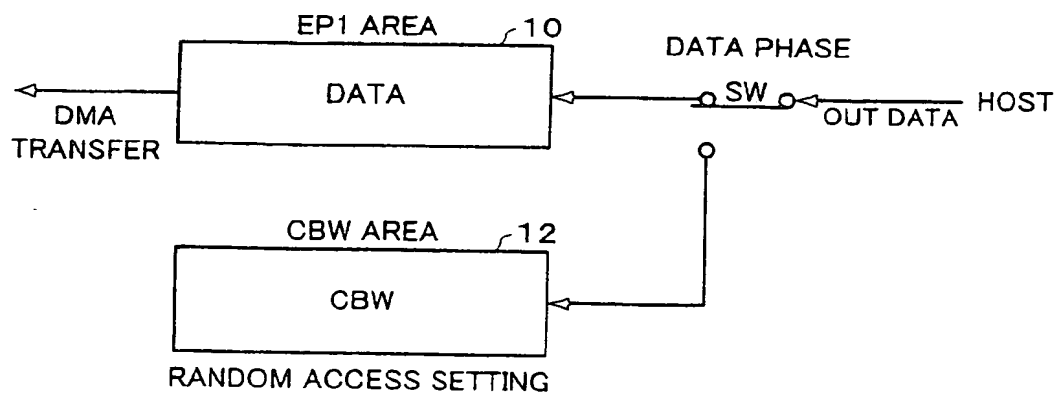 EP1 AREA
10
DATA
DMA
TRANSFER
DATA PHASE
SW
OUT DATA
HOST
CBW AREA
12
CBW
RANDOM ACCESS SETTING